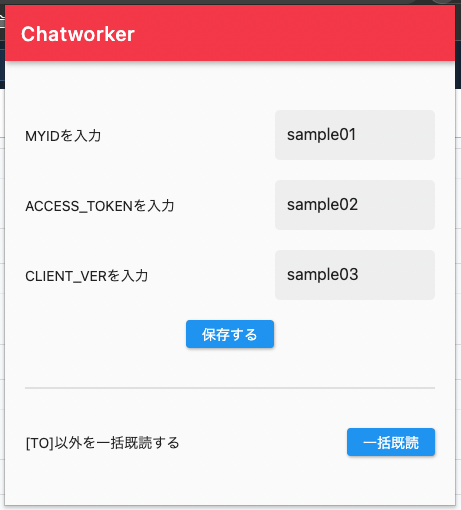 Chatworker
MYIDを入力
sample01
ACCESS_TOKENを入力
sample02
CLIENT_VERを入力
sample03
保存する
[TO]以外を一括既読する
一括既読